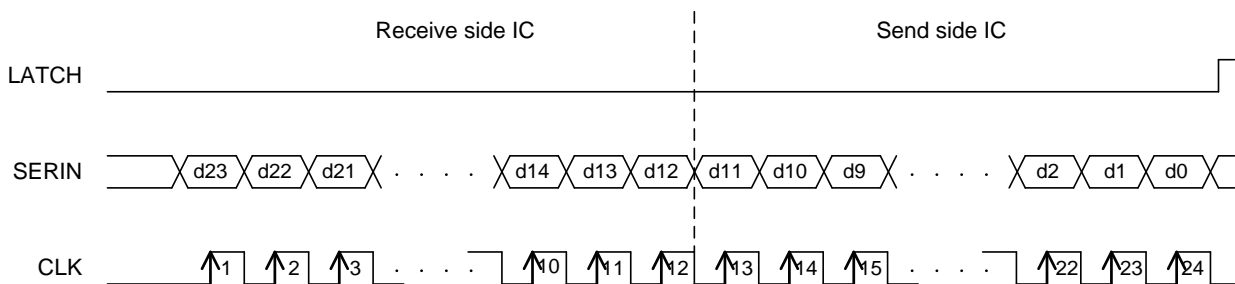 Receive side IC Send side IC
LATCH
SERIN d23 d22 d21 . . . . d14 d13 d12 d11 d10 d9 . . . . d2 d1 d0
CLK 1 2 3 . . . . 10 11 12 13 14 15 . . . . 22 23 24